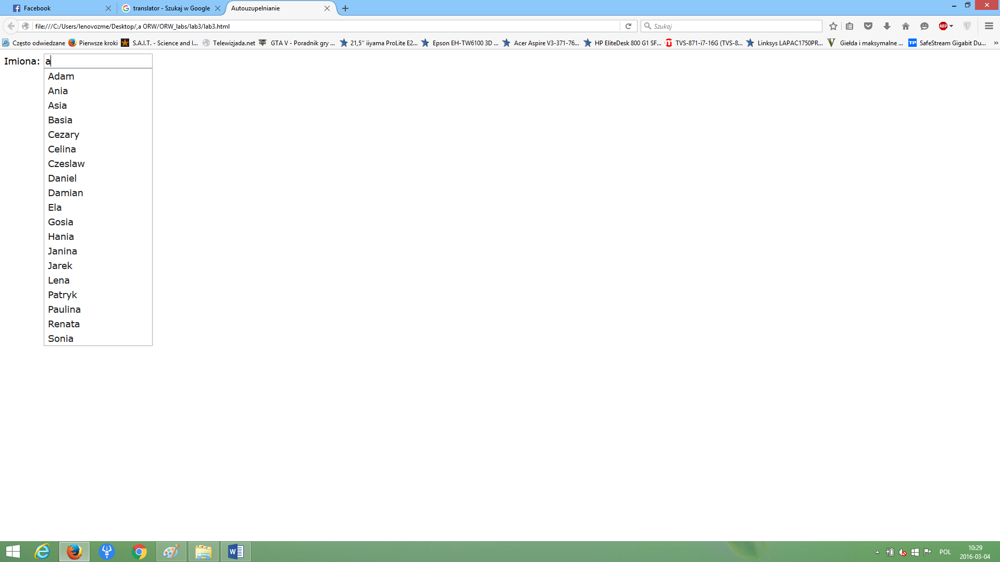 Facebook
translator - Szukaj w Google
Autouzupelnianie
file:///C:/Users/lenovozme/Desktop/,a ORW/ORW_labs/lab3/lab3.html
Szukaj
ABP
Często odwiedzane
Pierwsze kroki
S.A.I.T. - Science and I...
Telewizjada.net
GTA V - Poradnik gry ...
21,5'' iiyama ProLite E2...
Epson EH-TW6100 3D ...
Acer Aspire V3-371-76...
HP EliteDesk 800 G1 SF...
TVS-871-i7-16G (TVS-8...
Linksys LAPAC1750PR...
Giełda i maksymalne ...
TP
SafeStream Gigabit Du...
»
Imiona: a
Adam
Ania
Asia
Basia
Cezary
Celina
Czeslaw
Daniel
Damian
Ela
Gosia
Hania
Janina
Jarek
Lena
Patryk
Paulina
Renata
Sonia
POL
10:29
2016-03-04